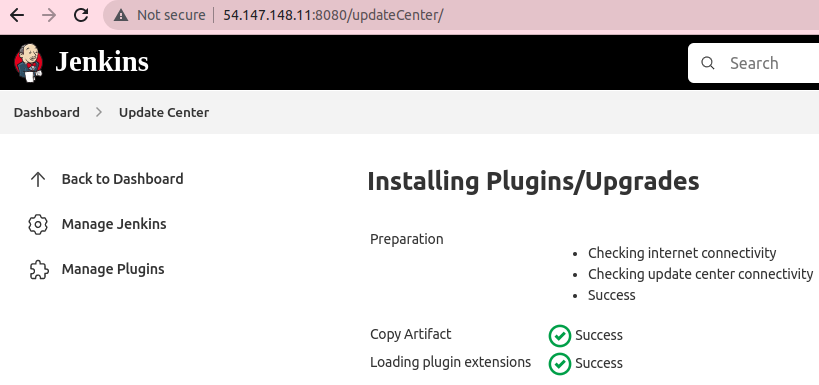 Not secure 54.147.148.11:8080/updateCenter/
Jenkins
Search
Dashboard Update Center
Back to Dashboard
Manage Jenkins
Manage Plugins
Installing Plugins/Upgrades
Preparation
Checking internet connectivity
Checking update center connectivity
Success
Copy Artifact Success
Loading plugin extensions Success